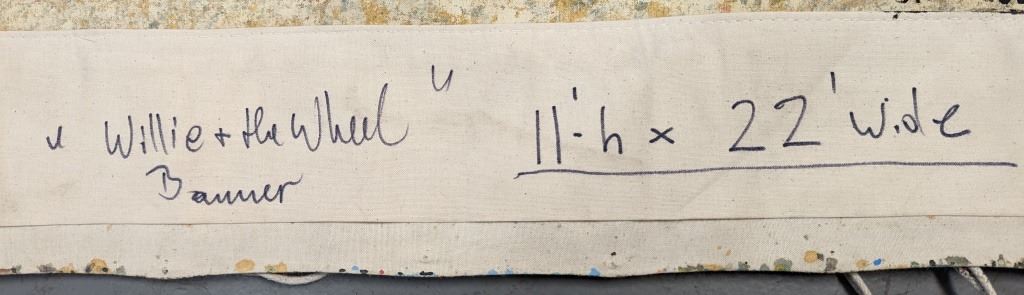 "Willie + the Wheel"
Banner
11'-h x 22' wide